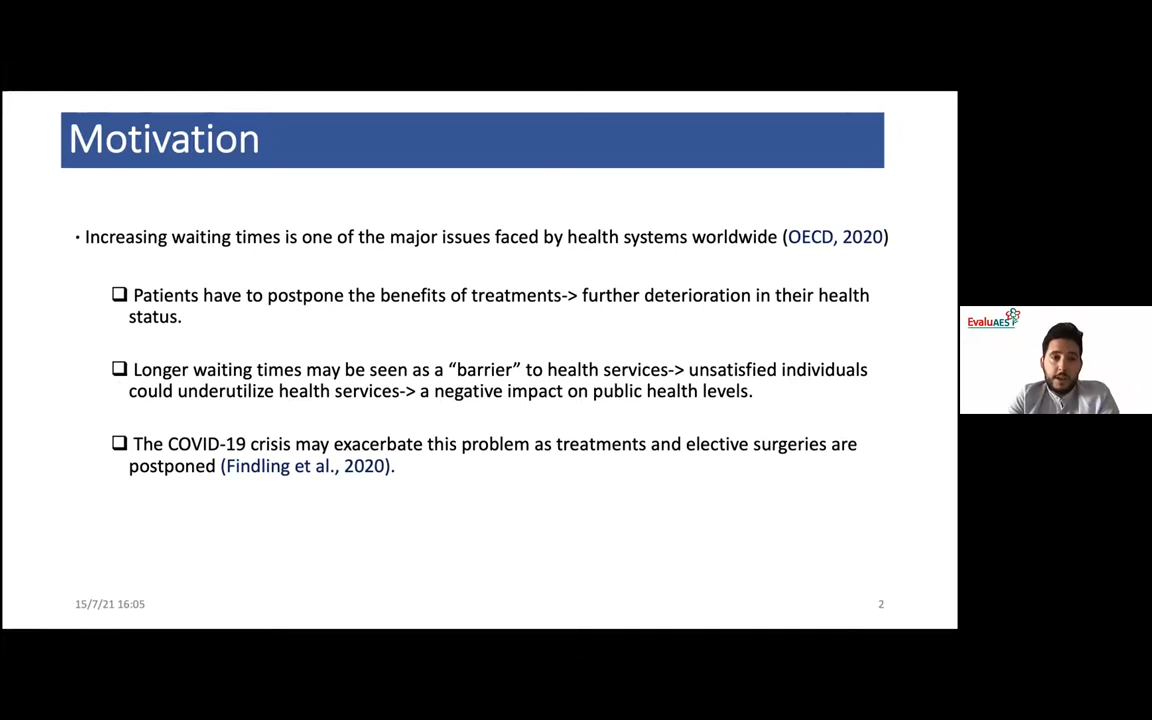 Motivation
· Increasing waiting times is one of the major issues faced by health systems worldwide (OECD, 2020)
❑ Patients have to postpone the benefits of treatments-> further deterioration in their health
status.
❑ Longer waiting times may be seen as a “barrier” to health services-> unsatisfied individuals
could underutilize health services-> a negative impact on public health levels.
❑ The COVID-19 crisis may exacerbate this problem as treatments and elective surgeries are
postponed (Findling et al., 2020).
15/7/21 16:05
2
EvaluAES